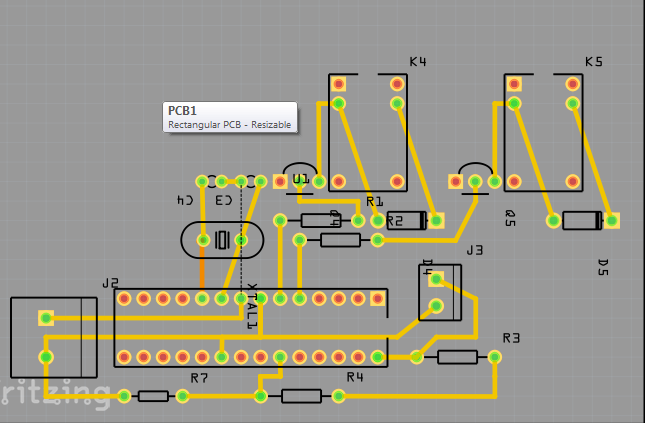 K4
K5
PCB1
Rectangular PCB - Resizable
U1
C4
C3
R1
Q4
R2
Q5
J3
D4
D5
J2
XTAL1
R3
R7
R4
ritzing